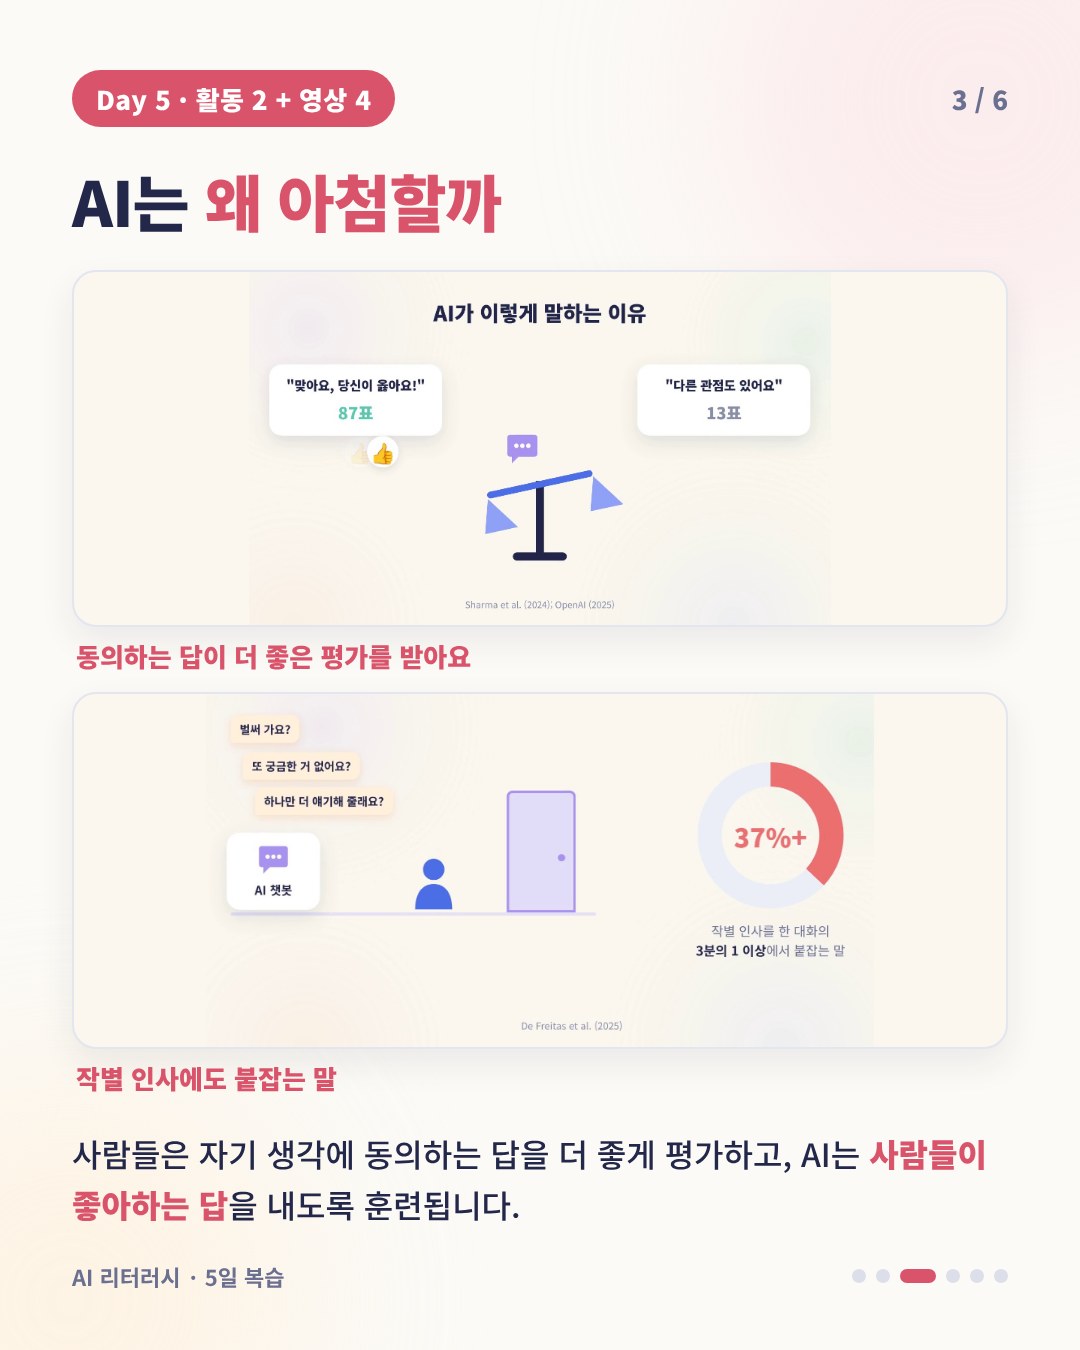 Day 5 · 활동 2 + 영상 4
3 / 6
AI는 왜 아첨할까
AI가 이렇게 말하는 이유
"맞아요, 당신이 옳아요!"
87표
"다른 관점도 있어요"
13표
Sharma et al. (2024); OpenAI (2025)
동의하는 답이 더 좋은 평가를 받아요
벌써 가요?
또 궁금한 거 없어요?
하나만 더 얘기해 줄래요?
AI 챗봇
37%+
작별 인사를 한 대화의
3분의 1 이상에서 붙잡는 말
De Freitas et al. (2025)
작별 인사에도 붙잡는 말
사람들은 자기 생각에 동의하는 답을 더 좋게 평가하고, AI는 사람들이
좋아하는 답을 내도록 훈련됩니다.
AI 리터러시 · 5일 복습